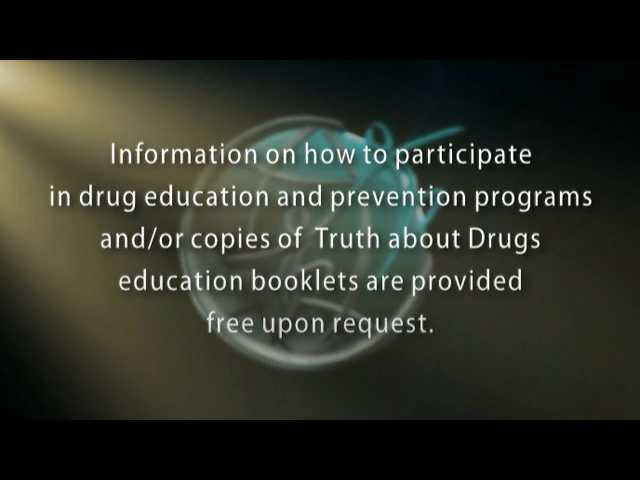 Information on how to participate
in drug education and prevention programs
and/or copies of Truth about Drugs
education booklets are provided
free upon request.